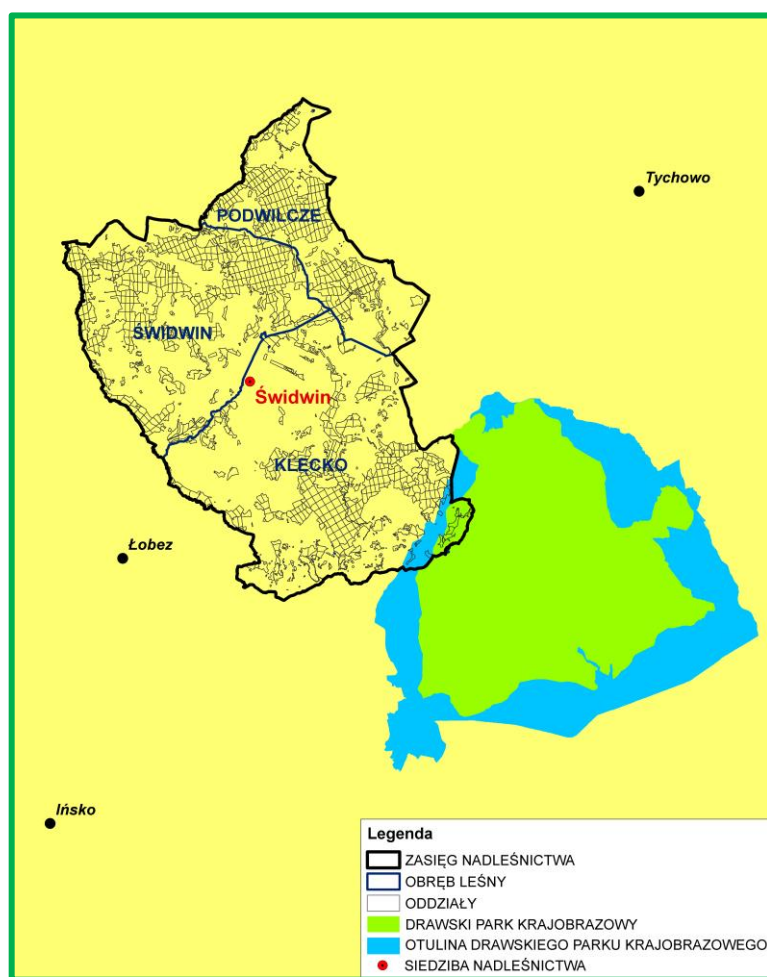 Tychowo
PODWILCZE
ŚWIDWIN
Świdwin
KLECKO
Łobez
Ińsko
Legenda
ZASIĘG NADLEŚNICTWA
OBRĘB LEŚNY
ODDZIAŁY
DRAWSKI PARK KRAJOBRAZOWY
OTULINA DRAWSKIEGO PARKU KRAJOBRAZOWEGO
SIEDZIBA NADLEŚNICTWA